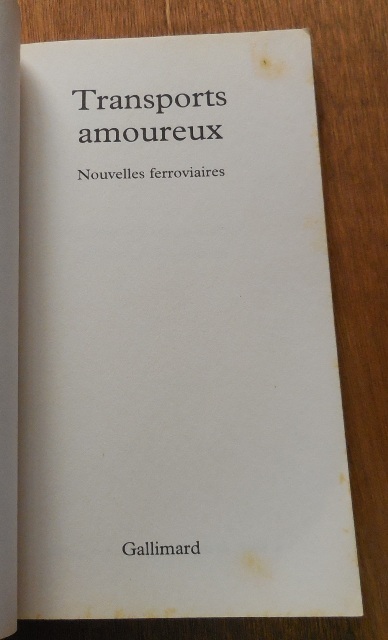 Transports
amoureux
Nouvelles ferroviaires
Gallimard